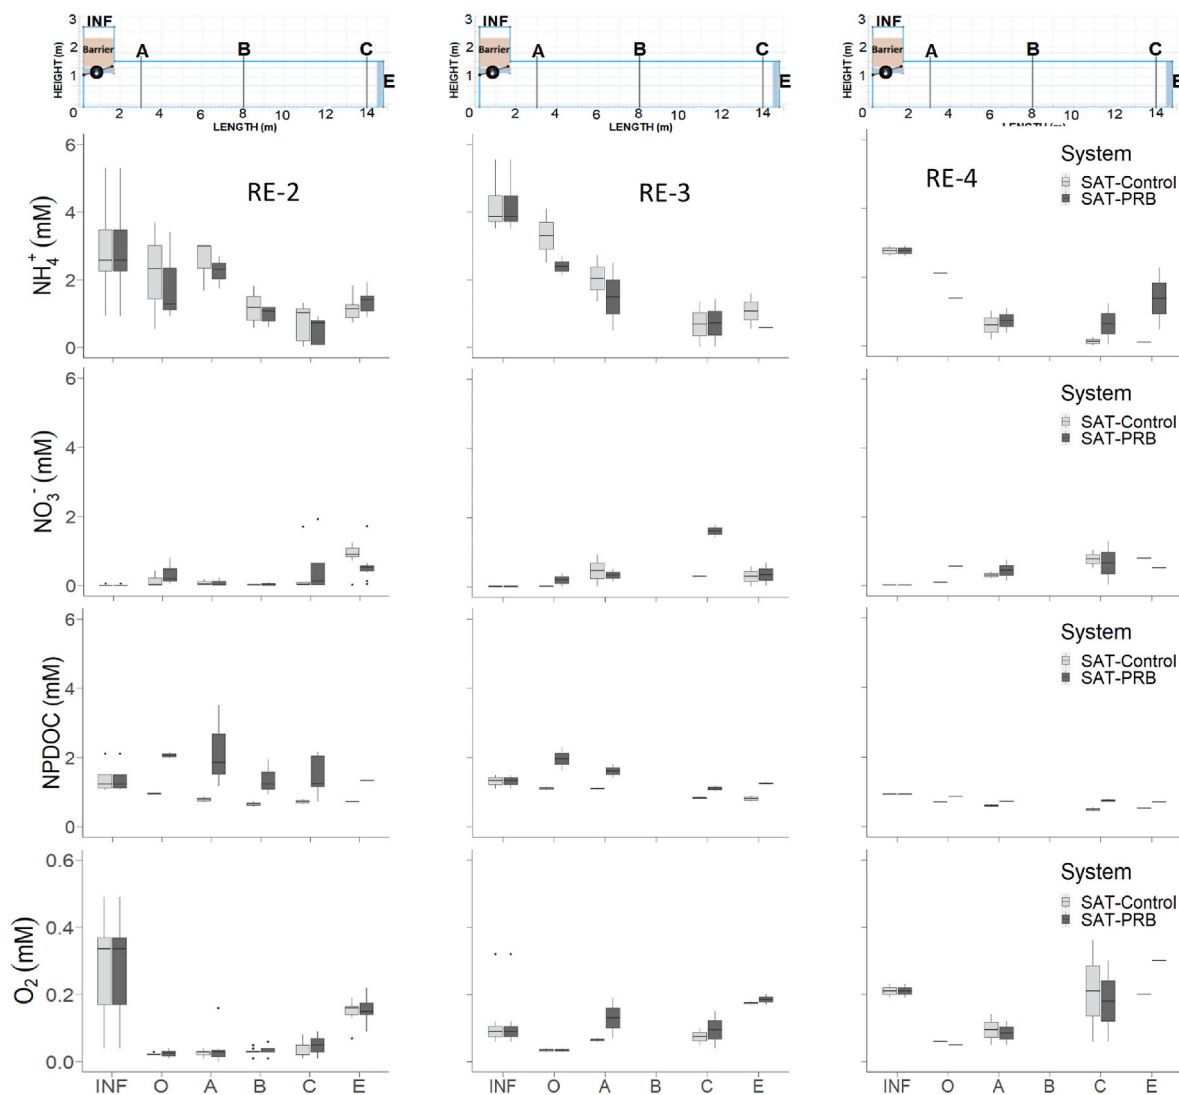 3 INF
2 Barrier A B C
HEIGHT (m)
1 O E
0 2 4 6 8 10 12 14
LENGTH (m)
3 INF
2 Barrier A B C
HEIGHT (m)
1 O E
0 2 4 6 8 10 12 14
LENGTH (m)
3 INF
2 Barrier A B C
HEIGHT (m)
1 O E
0 2 4 6 8 10 12 14
LENGTH (m)
RE-2
RE-3
RE-4
System
SAT-Control
SAT-PRB
NH₄⁺ (mM)
6
4
2
0
System
SAT-Control
SAT-PRB
NO₃⁻ (mM)
6
4
2
0
System
SAT-Control
SAT-PRB
NPDOC (mM)
6
4
2
0
System
SAT-Control
SAT-PRB
O₂ (mM)
0.6
0.4
0.2
0.0
INF O A B C E
INF O A B C E
INF O A B C E